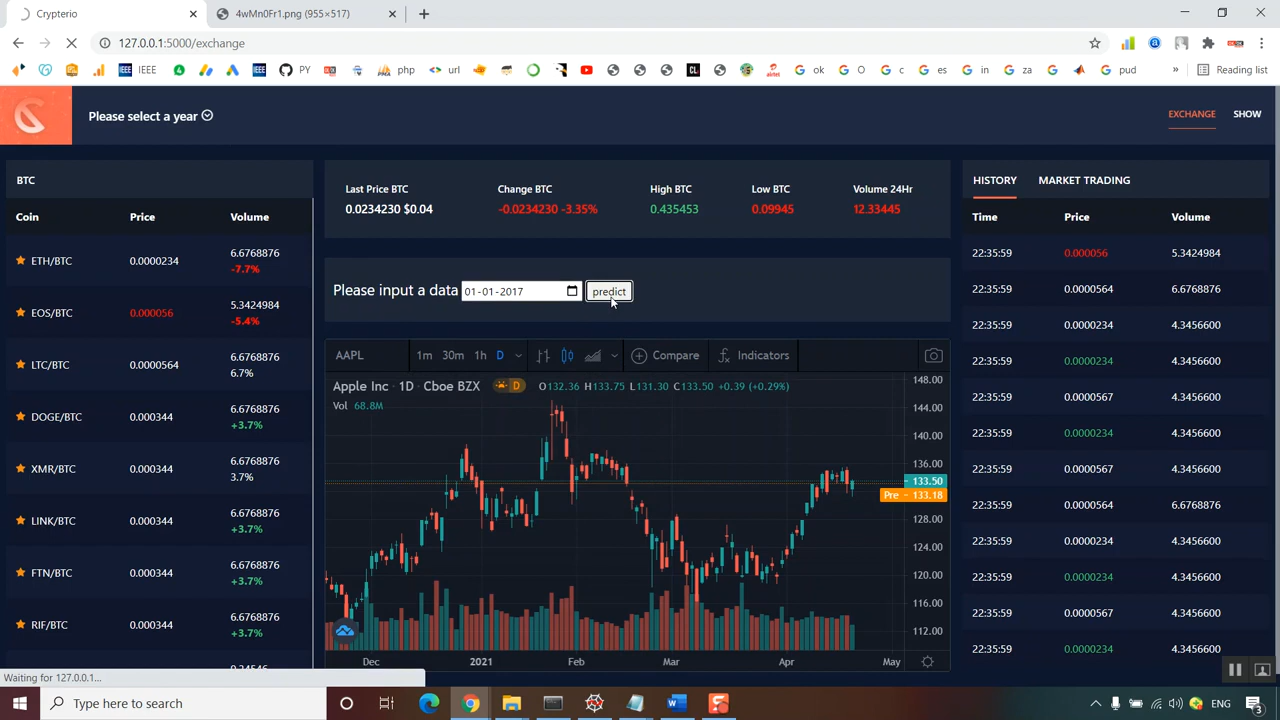 Crypterio
4wMn0Fr1.png (955×517)
127.0.0.1:5000/exchange
IEEE
IEEE
PY
php
url
ok
O
c
es
in
za
pud
»
Reading list
Please select a year
EXCHANGE
SHOW
BTC
Coin Price Volume
ETH/BTC 0.0000234 6.6768876
-7.7%
EOS/BTC 0.000056 5.3424984
-5.4%
LTC/BTC 0.0000564 6.6768876
6.7%
DOGE/BTC 0.000344 6.6768876
+3.7%
XMR/BTC 0.000344 6.6768876
3.7%
LINK/BTC 0.000344 6.6768876
+3.7%
FTN/BTC 0.000344 6.6768876
+3.7%
RIF/BTC 0.000344 6.6768876
+3.7%
Last Price BTC Change BTC High BTC Low BTC Volume 24Hr
0.0234230 $0.04 -0.0234230 -3.35% 0.435453 0.09945 12.33445
Please input a data 01-01-2017 predict
AAPL 1m 30m 1h D Compare Indicators
Apple Inc • 1D • Cboe BZX D O132.36 H133.75 L131.30 C133.50 +0.39 (+0.29%)
Vol 68.8M
148.00
144.00
140.00
136.00
133.50
Pre 133.18
128.00
124.00
120.00
116.00
112.00
Dec 2021 Feb Mar Apr May
HISTORY MARKET TRADING
Time Price Volume
22:35:59 0.000056 5.3424984
22:35:59 0.0000564 6.6768876
22:35:59 0.0000234 4.3456600
22:35:59 0.0000234 4.3456600
22:35:59 0.0000567 4.3456600
22:35:59 0.0000234 4.3456600
22:35:59 0.0000567 4.3456600
22:35:59 0.0000564 6.6768876
22:35:59 0.0000234 4.3456600
22:35:59 0.0000234 4.3456600
22:35:59 0.0000567 4.3456600
22:35:59 0.0000234 4.3456600
Waiting for 127.0.0.1...
Type here to search
ENG
3